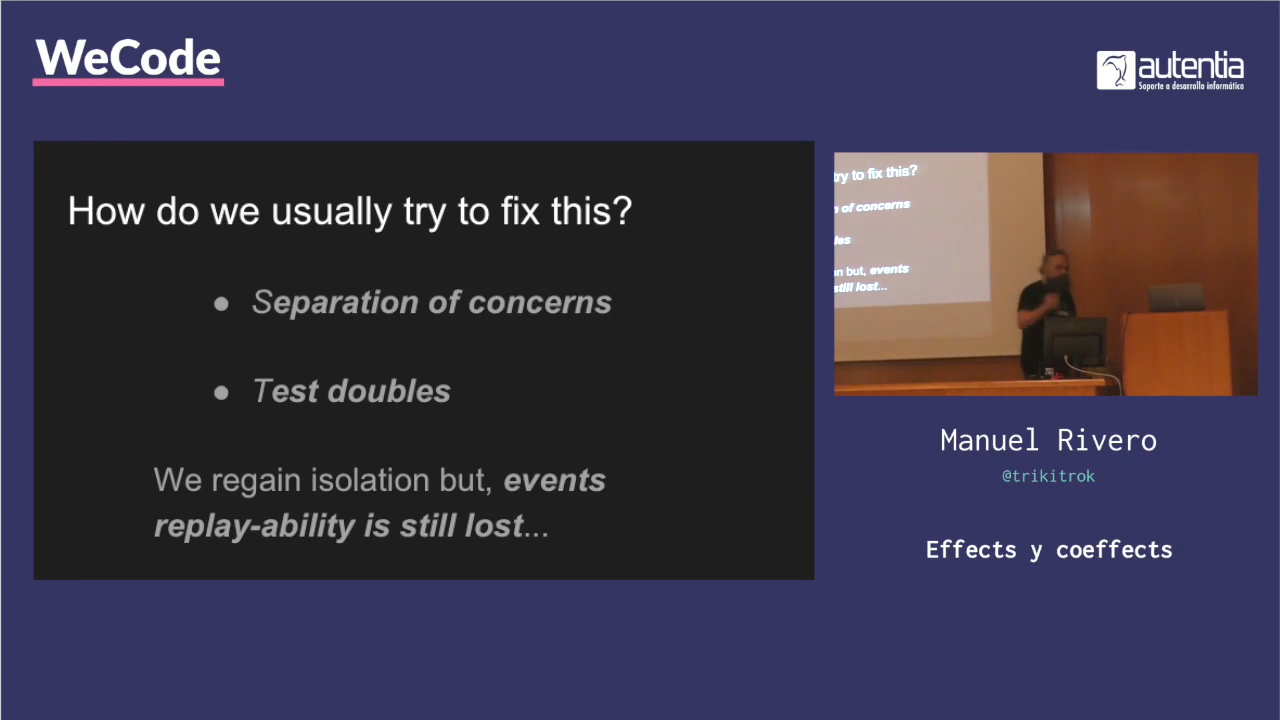 WeCode
autentia
Soporte a desarrollo informático
How do we usually try to fix this?
● Separation of concerns
● Test doubles
We regain isolation but, events
replay-ability is still lost...
try to fix this?
of concerns
but, events
still lost...
Manuel Rivero
@trikitrok
Effects y coeffects